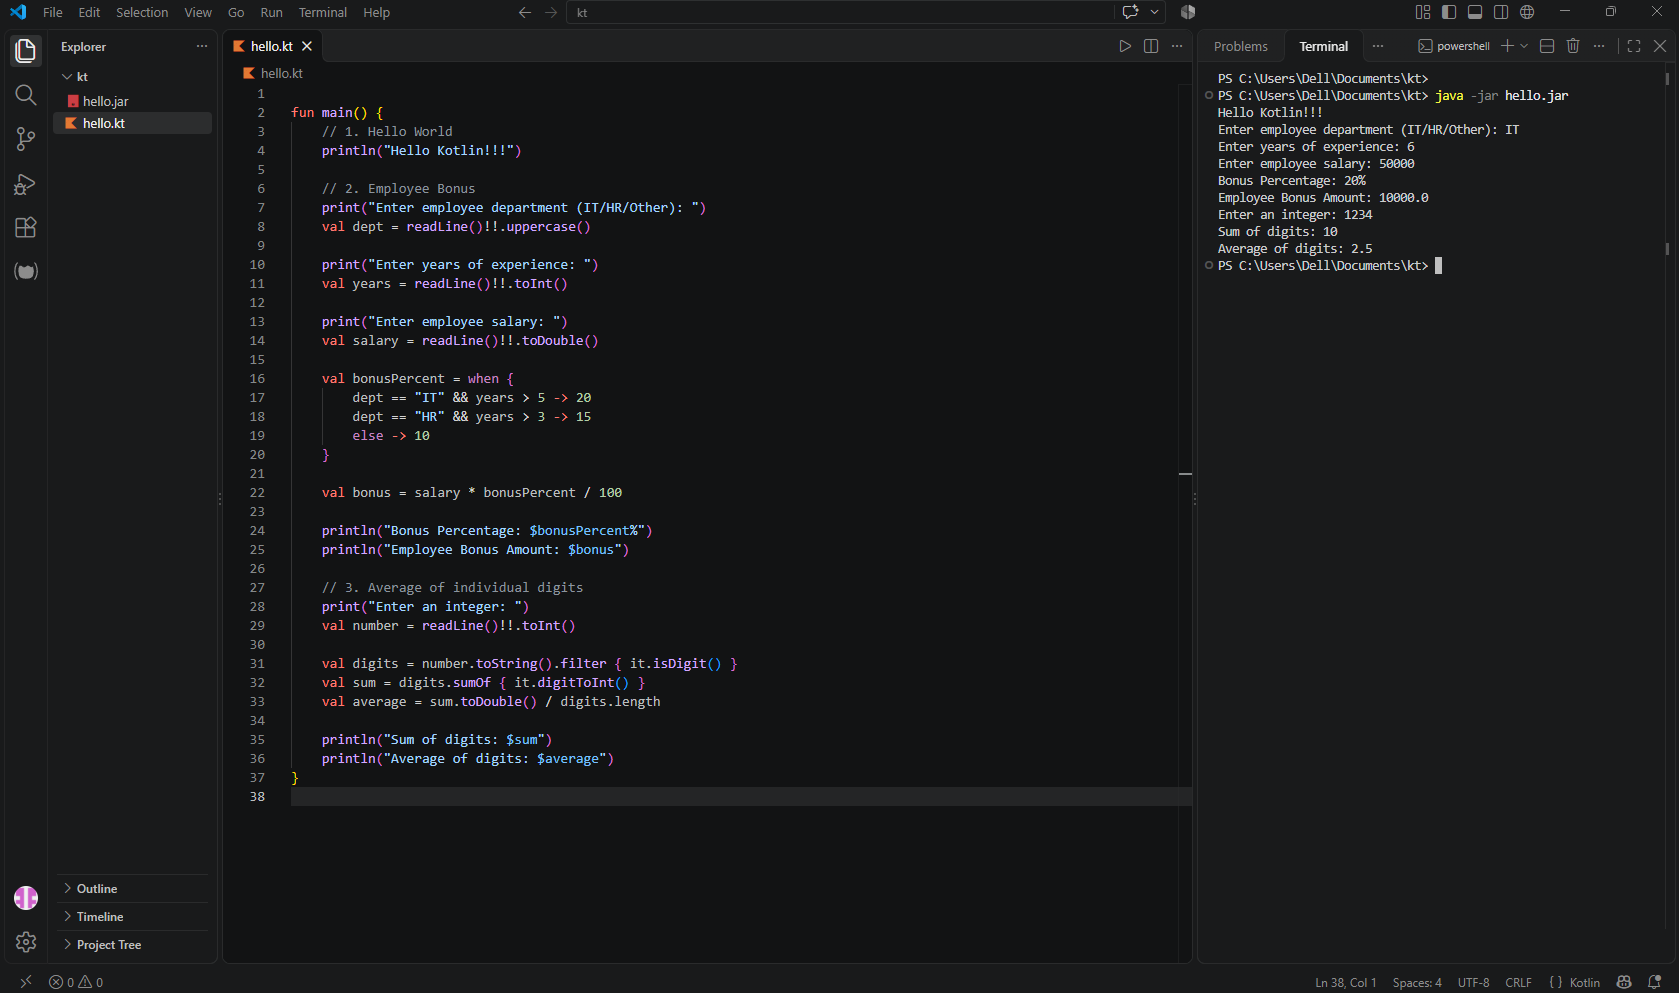 File Edit Selection View Go Run Terminal Help
kt
Explorer
kt
hello.jar
hello.kt
Outline
Timeline
Project Tree
hello.kt
hello.kt
1
2 fun main() {
3 // 1. Hello World
4 println("Hello Kotlin!!!")
5
6 // 2. Employee Bonus
7 print("Enter employee department (IT/HR/Other): ")
8 val dept = readLine()!!.uppercase()
9
10 print("Enter years of experience: ")
11 val years = readLine()!!.toInt()
12
13 print("Enter employee salary: ")
14 val salary = readLine()!!.toDouble()
15
16 val bonusPercent = when {
17 dept == "IT" && years > 5 -> 20
18 dept == "HR" && years > 3 -> 15
19 else -> 10
20 }
21
22 val bonus = salary * bonusPercent / 100
23
24 println("Bonus Percentage: $bonusPercent%")
25 println("Employee Bonus Amount: $bonus")
26
27 // 3. Average of individual digits
28 print("Enter an integer: ")
29 val number = readLine()!!.toInt()
30
31 val digits = number.toString().filter { it.isDigit() }
32 val sum = digits.sumOf { it.digitToInt() }
33 val average = sum.toDouble() / digits.length
34
35 println("Sum of digits: $sum")
36 println("Average of digits: $average")
37 }
38
Problems Terminal powershell
PS C:\Users\Dell\Documents\kt>
PS C:\Users\Dell\Documents\kt> java -jar hello.jar
Hello Kotlin!!!
Enter employee department (IT/HR/Other): IT
Enter years of experience: 6
Enter employee salary: 50000
Bonus Percentage: 20%
Employee Bonus Amount: 10000.0
Enter an integer: 1234
Sum of digits: 10
Average of digits: 2.5
PS C:\Users\Dell\Documents\kt>
0 0
Ln 38, Col 1 Spaces: 4 UTF-8 CRLF {} Kotlin